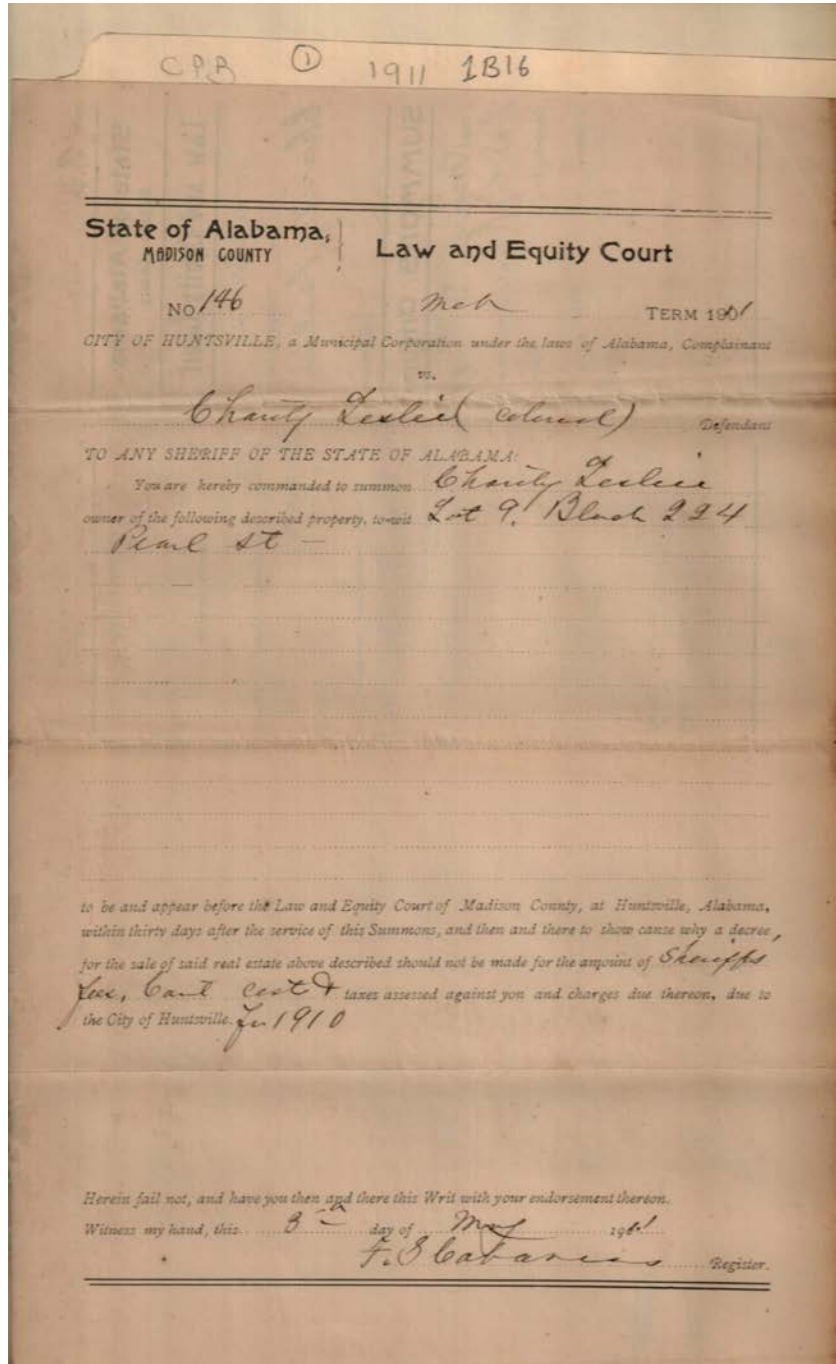 CPB ① 1911 1B16
State of Alabama,
MADISON COUNTY
Law and Equity Court
No 146 Mch TERM 1911
CITY OF HUNTSVILLE, a Municipal Corporation under the laws of Alabama, Complainant
vs.
Charity Leslie (colored) Defendant
TO ANY SHERIFF OF THE STATE OF ALABAMA:
You are hereby commanded to summon Charity Leslie
owner of the following described property, to-wit Lot 9, Block 224
Pearl St —
to be and appear before the Law and Equity Court of Madison County, at Huntsville, Alabama,
within thirty days after the service of this Summons, and then and there to show cause why a decree,
for the sale of said real estate above described should not be made for the amount of Sheriffs
fees, Court cost & taxes assessed against you and charges due thereon, due to
the City of Huntsville. For 1910
Herein fail not, and have you then and there this Writ with your endorsement thereon.
Witness my hand, this 8th day of May 1911
F. S. Cabaniss Register.